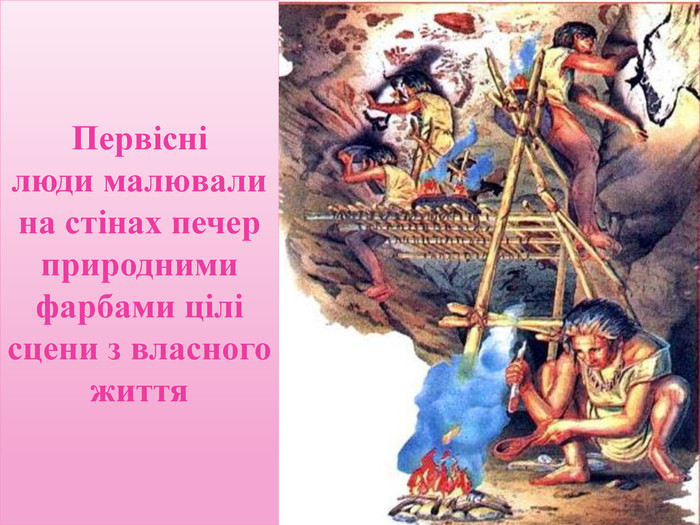 Первісні
люди малювали
на стінах печер
природними
фарбами цілі
сцени з власного
життя